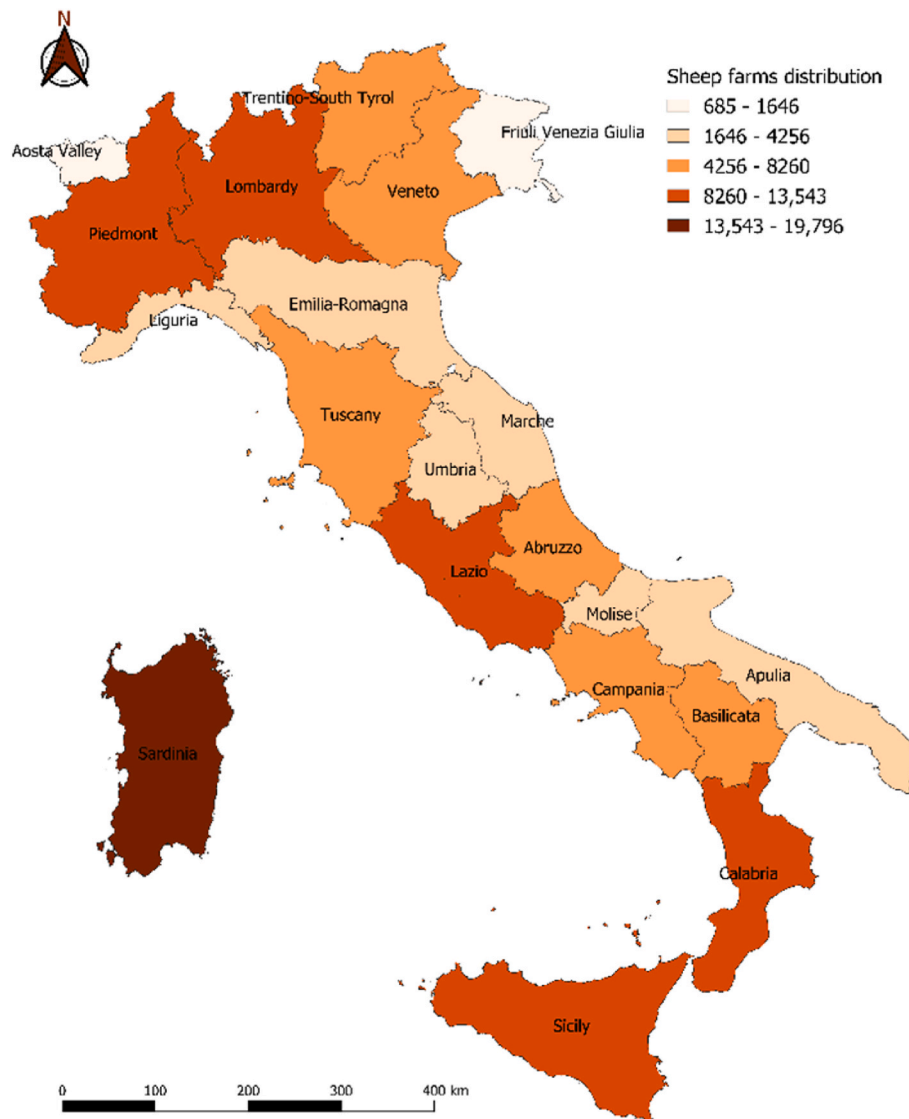 N
Sheep farms distribution
685 - 1646
1646 - 4256
4256 - 8260
8260 - 13,543
13,543 - 19,796
Trentino-South Tyrol
Friuli Venezia Giulia
Aosta Valley
Lombardy
Veneto
Piedmont
Emilia-Romagna
Liguria
Tuscany
Marche
Umbria
Abruzzo
Lazio
Molise
Apulia
Campania
Basilicata
Sardinia
Calabria
Sicily
0 100 200 300 400 km